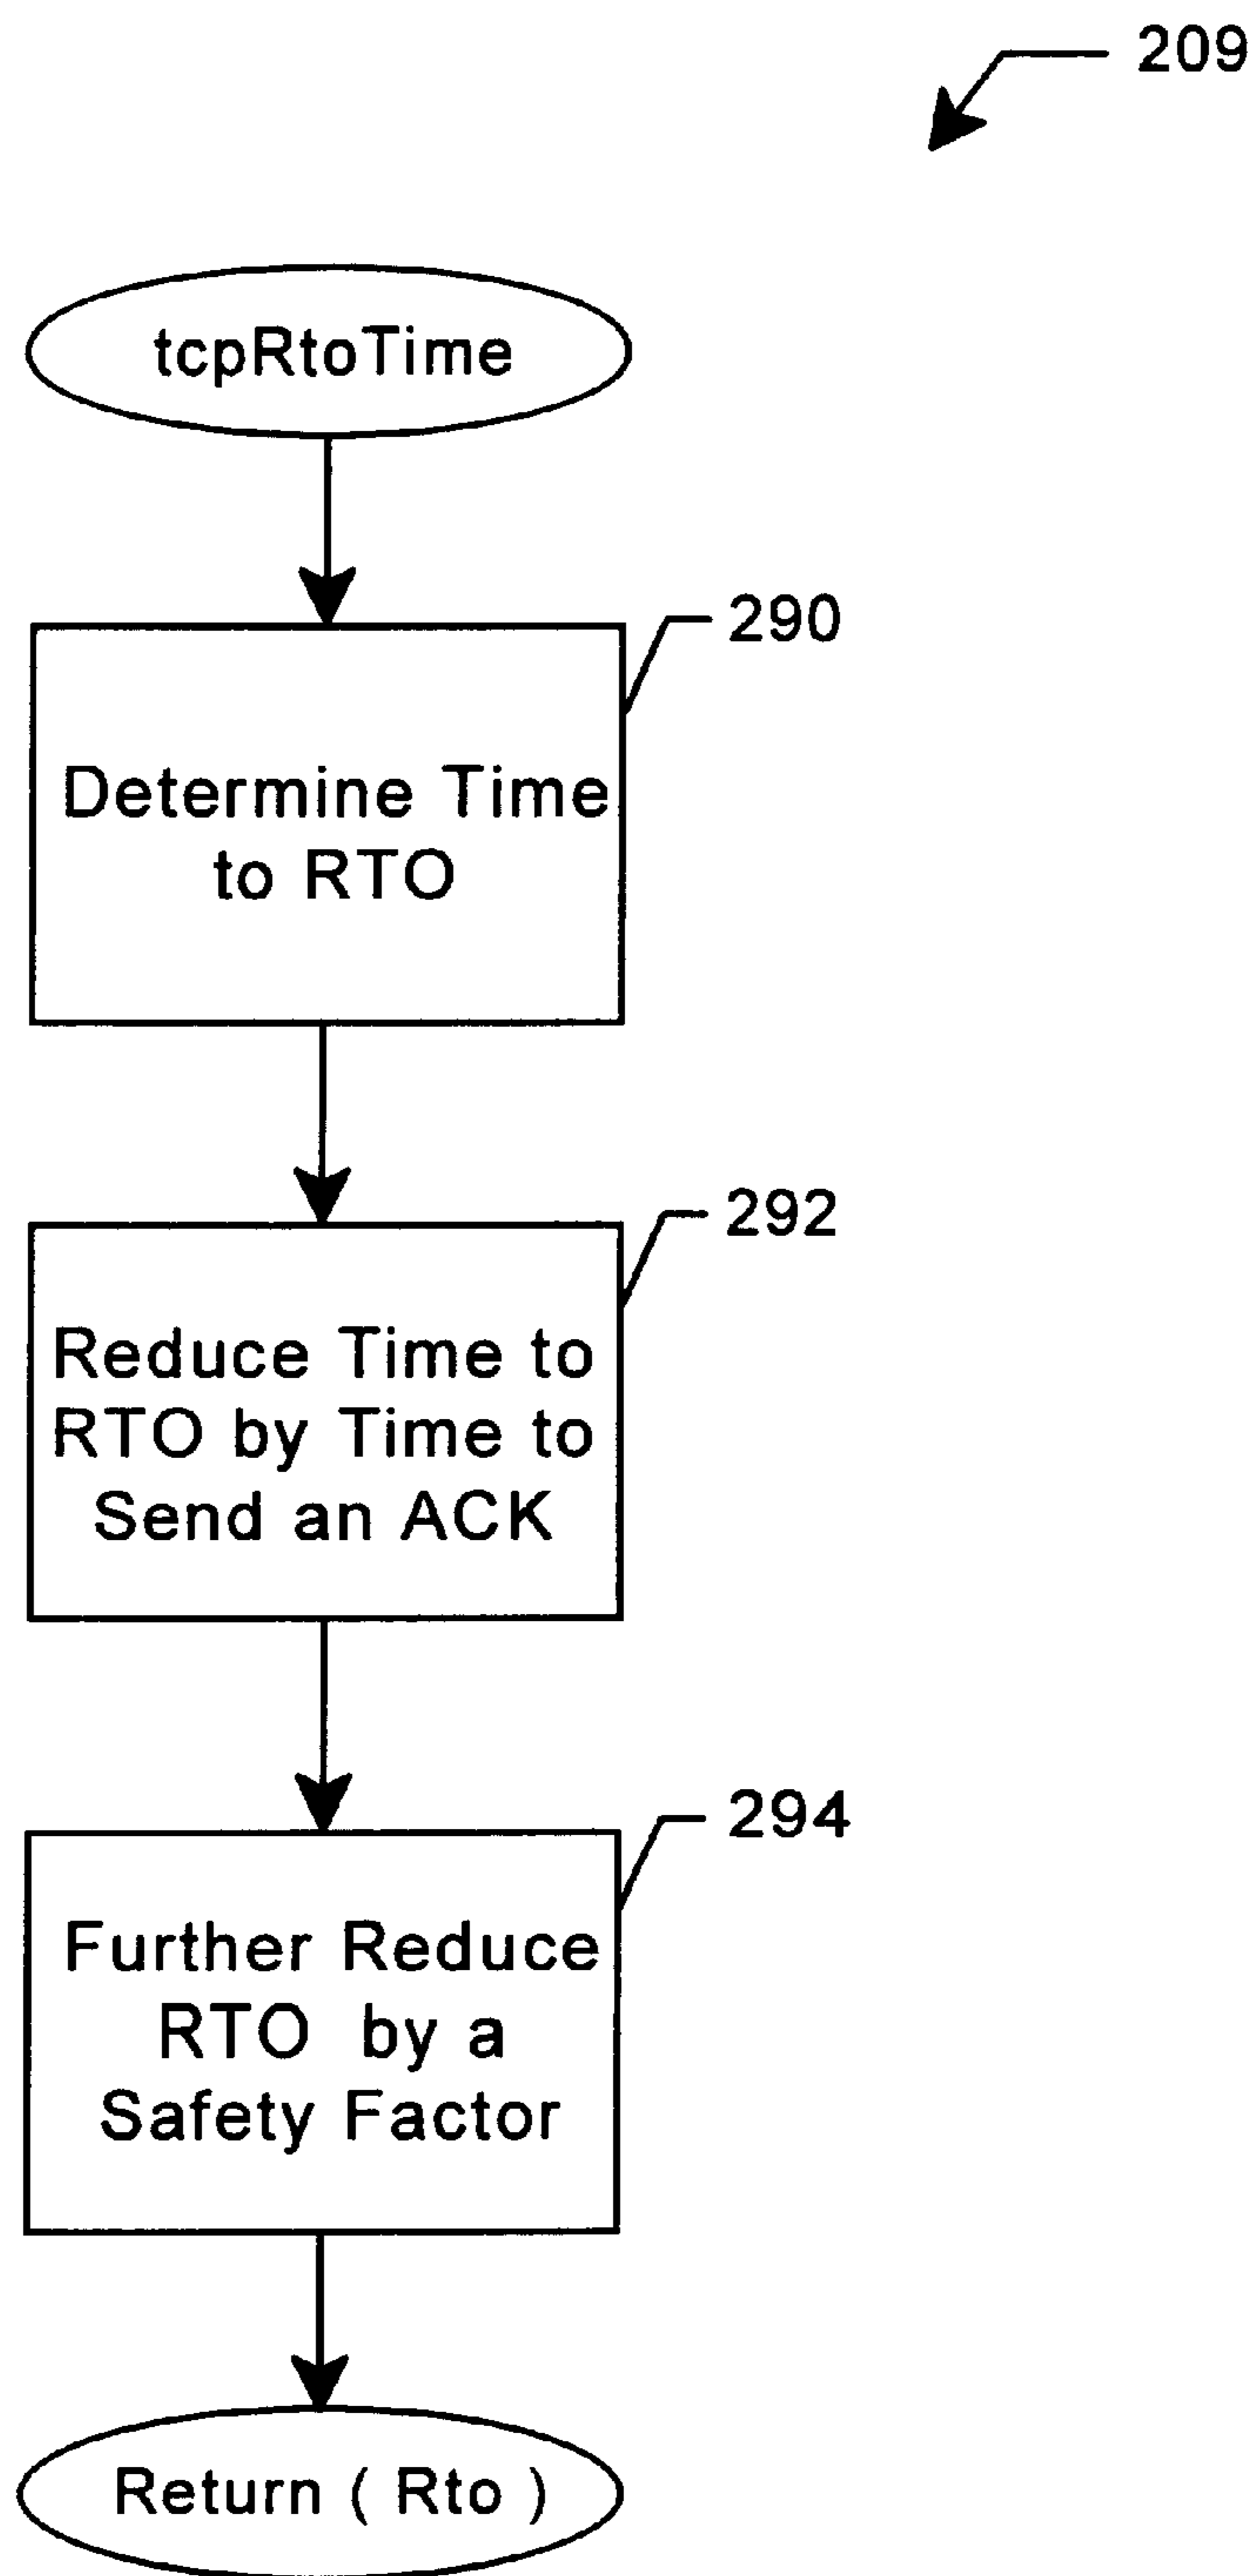 209
tcpRtoTime
290
Determine Time
to RTO
292
Reduce Time to
RTO by Time to
Send an ACK
294
Further Reduce
RTO by a
Safety Factor
Return ( Rto )